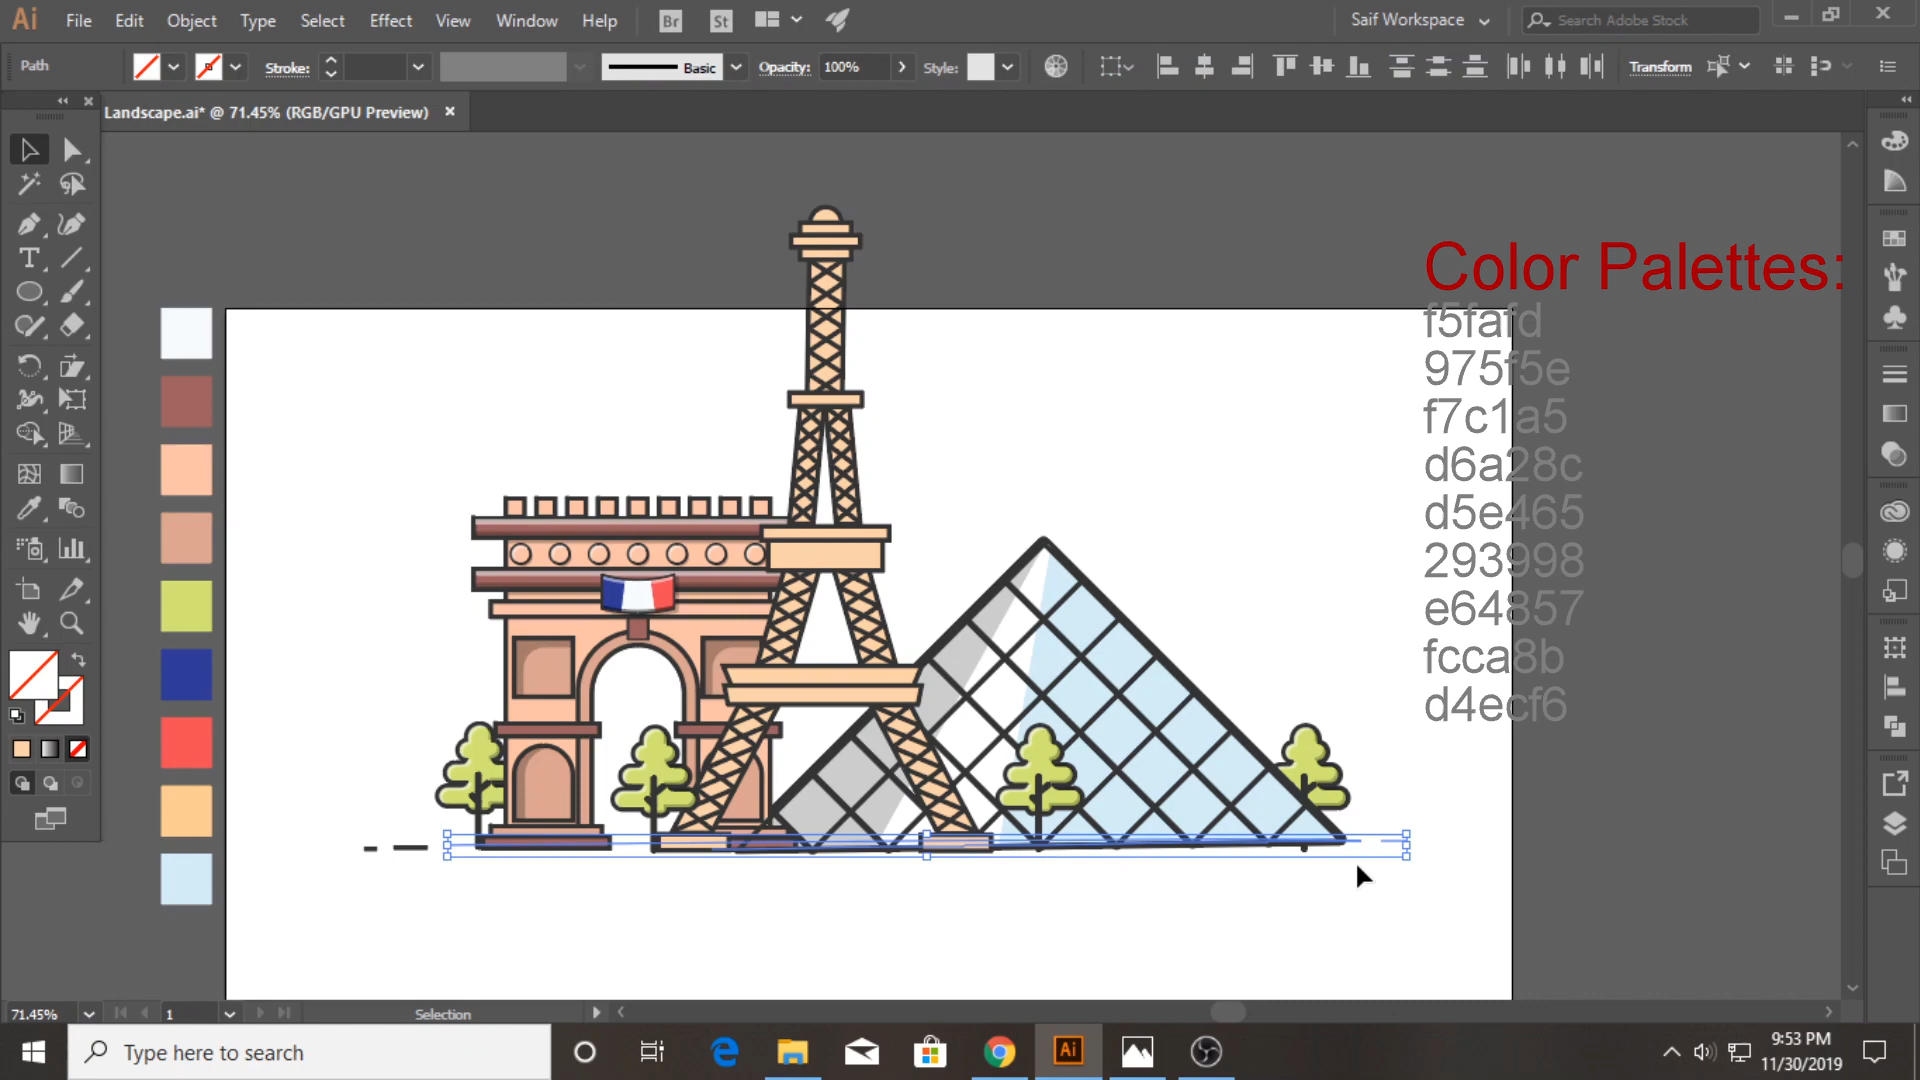 Ai File Edit Object Type Select Effect View Window Help Br St Saif Workspace Search Adobe Stock
Path Stroke: Basic Opacity: 100% Style: Transform
Landscape.ai* @ 71.45% (RGB/GPU Preview)
Color Palettes:
f5fafd
975f5e
f7c1a5
d6a28c
d5e465
293998
e64857
fcca8b
d4ecf6
71.45% 1 Selection
Type here to search
Ai
9:53 PM
11/30/2019